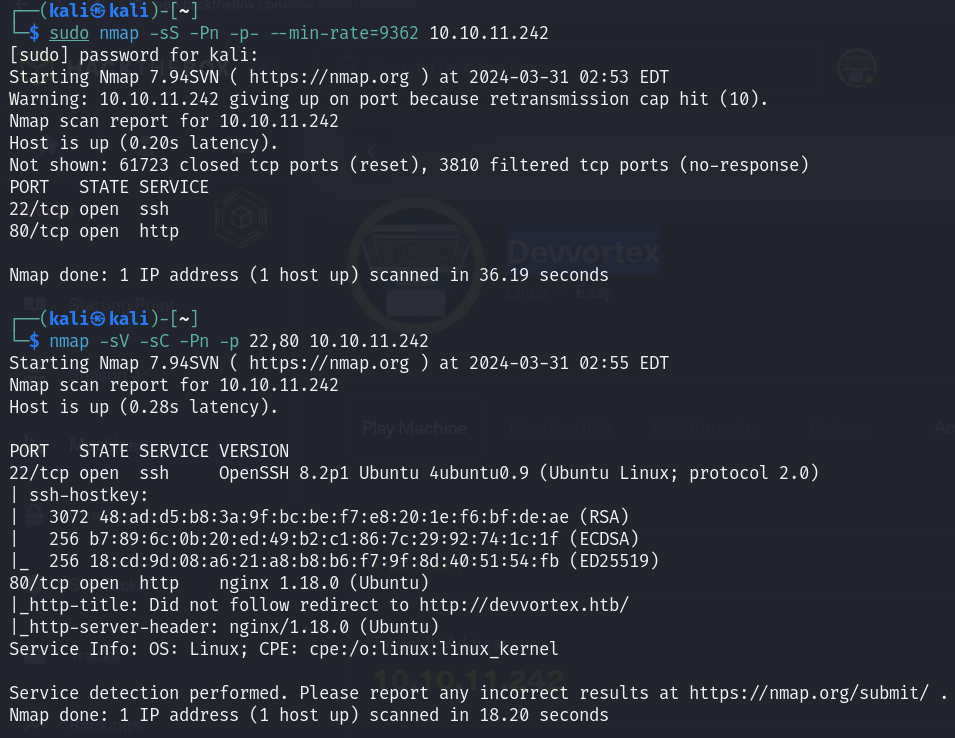 ┌──(kali㉿kali)-[~]
└─$ sudo nmap -sS -Pn -p- --min-rate=9362 10.10.11.242
[sudo] password for kali:
Starting Nmap 7.94SVN ( https://nmap.org ) at 2024-03-31 02:53 EDT
Warning: 10.10.11.242 giving up on port because retransmission cap hit (10).
Nmap scan report for 10.10.11.242
Host is up (0.20s latency).
Not shown: 61723 closed tcp ports (reset), 3810 filtered tcp ports (no-response)
PORT   STATE SERVICE
22/tcp open  ssh
80/tcp open  http
Devvortex
Linux Easy
Nmap done: 1 IP address (1 host up) scanned in 36.19 seconds
Starting Point
┌──(kali㉿kali)-[~]
└─$ nmap -sV -sC -Pn -p 22,80 10.10.11.242
Starting Nmap 7.94SVN ( https://nmap.org ) at 2024-03-31 02:55 EDT
Nmap scan report for 10.10.11.242
Host is up (0.28s latency).
Play Machine
PORT   STATE SERVICE VERSION
22/tcp open  ssh     OpenSSH 8.2p1 Ubuntu 4ubuntu0.9 (Ubuntu Linux; protocol 2.0)
| ssh-hostkey:
|   3072 48:ad:d5:b8:3a:9f:bc:be:f7:e8:20:1e:f6:bf:de:ae (RSA)
|   256 b7:89:6c:0b:20:ed:49:b2:c1:86:7c:29:92:74:1c:1f (ECDSA)
|_  256 18:cd:9d:08:a6:21:a8:b8:b6:f7:9f:8d:40:51:54:fb (ED25519)
80/tcp open  http    nginx 1.18.0 (Ubuntu)
|_http-title: Did not follow redirect to http://devvortex.htb/
|_http-server-header: nginx/1.18.0 (Ubuntu)
Service Info: OS: Linux; CPE: cpe:/o:linux:linux_kernel
10.10.11.242
Service detection performed. Please report any incorrect results at https://nmap.org/submit/ .
Nmap done: 1 IP address (1 host up) scanned in 18.20 seconds
Rankings